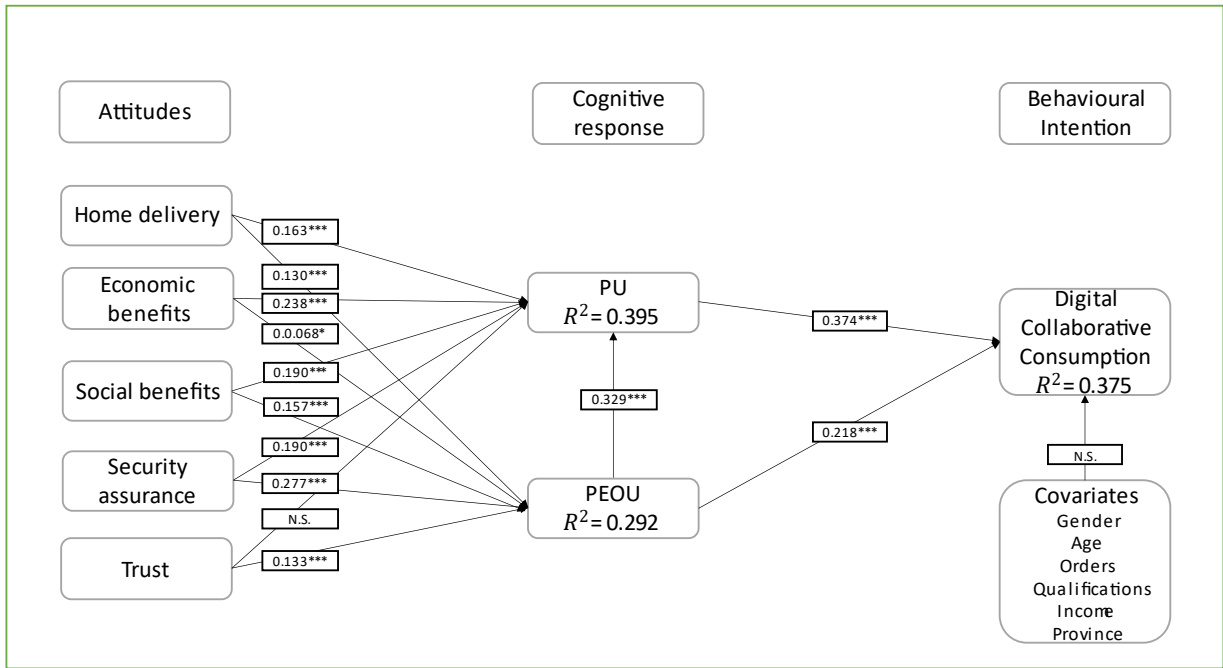 Attitudes
Cognitive
response
Behavioural
Intention
Home delivery
Economic
benefits
Social benefits
Security
assurance
Trust
0.163***
0.130***
0.238***
0.0.068*
0.190***
0.157***
0.190***
0.277***
N.S.
0.133***
PU
R² = 0.395
0.329***
PEOU
R² = 0.292
0.374***
0.218***
Digital
Collaborative
Consumption
R² = 0.375
N.S.
Covariates
Gender
Age
Orders
Qualifications
Income
Province